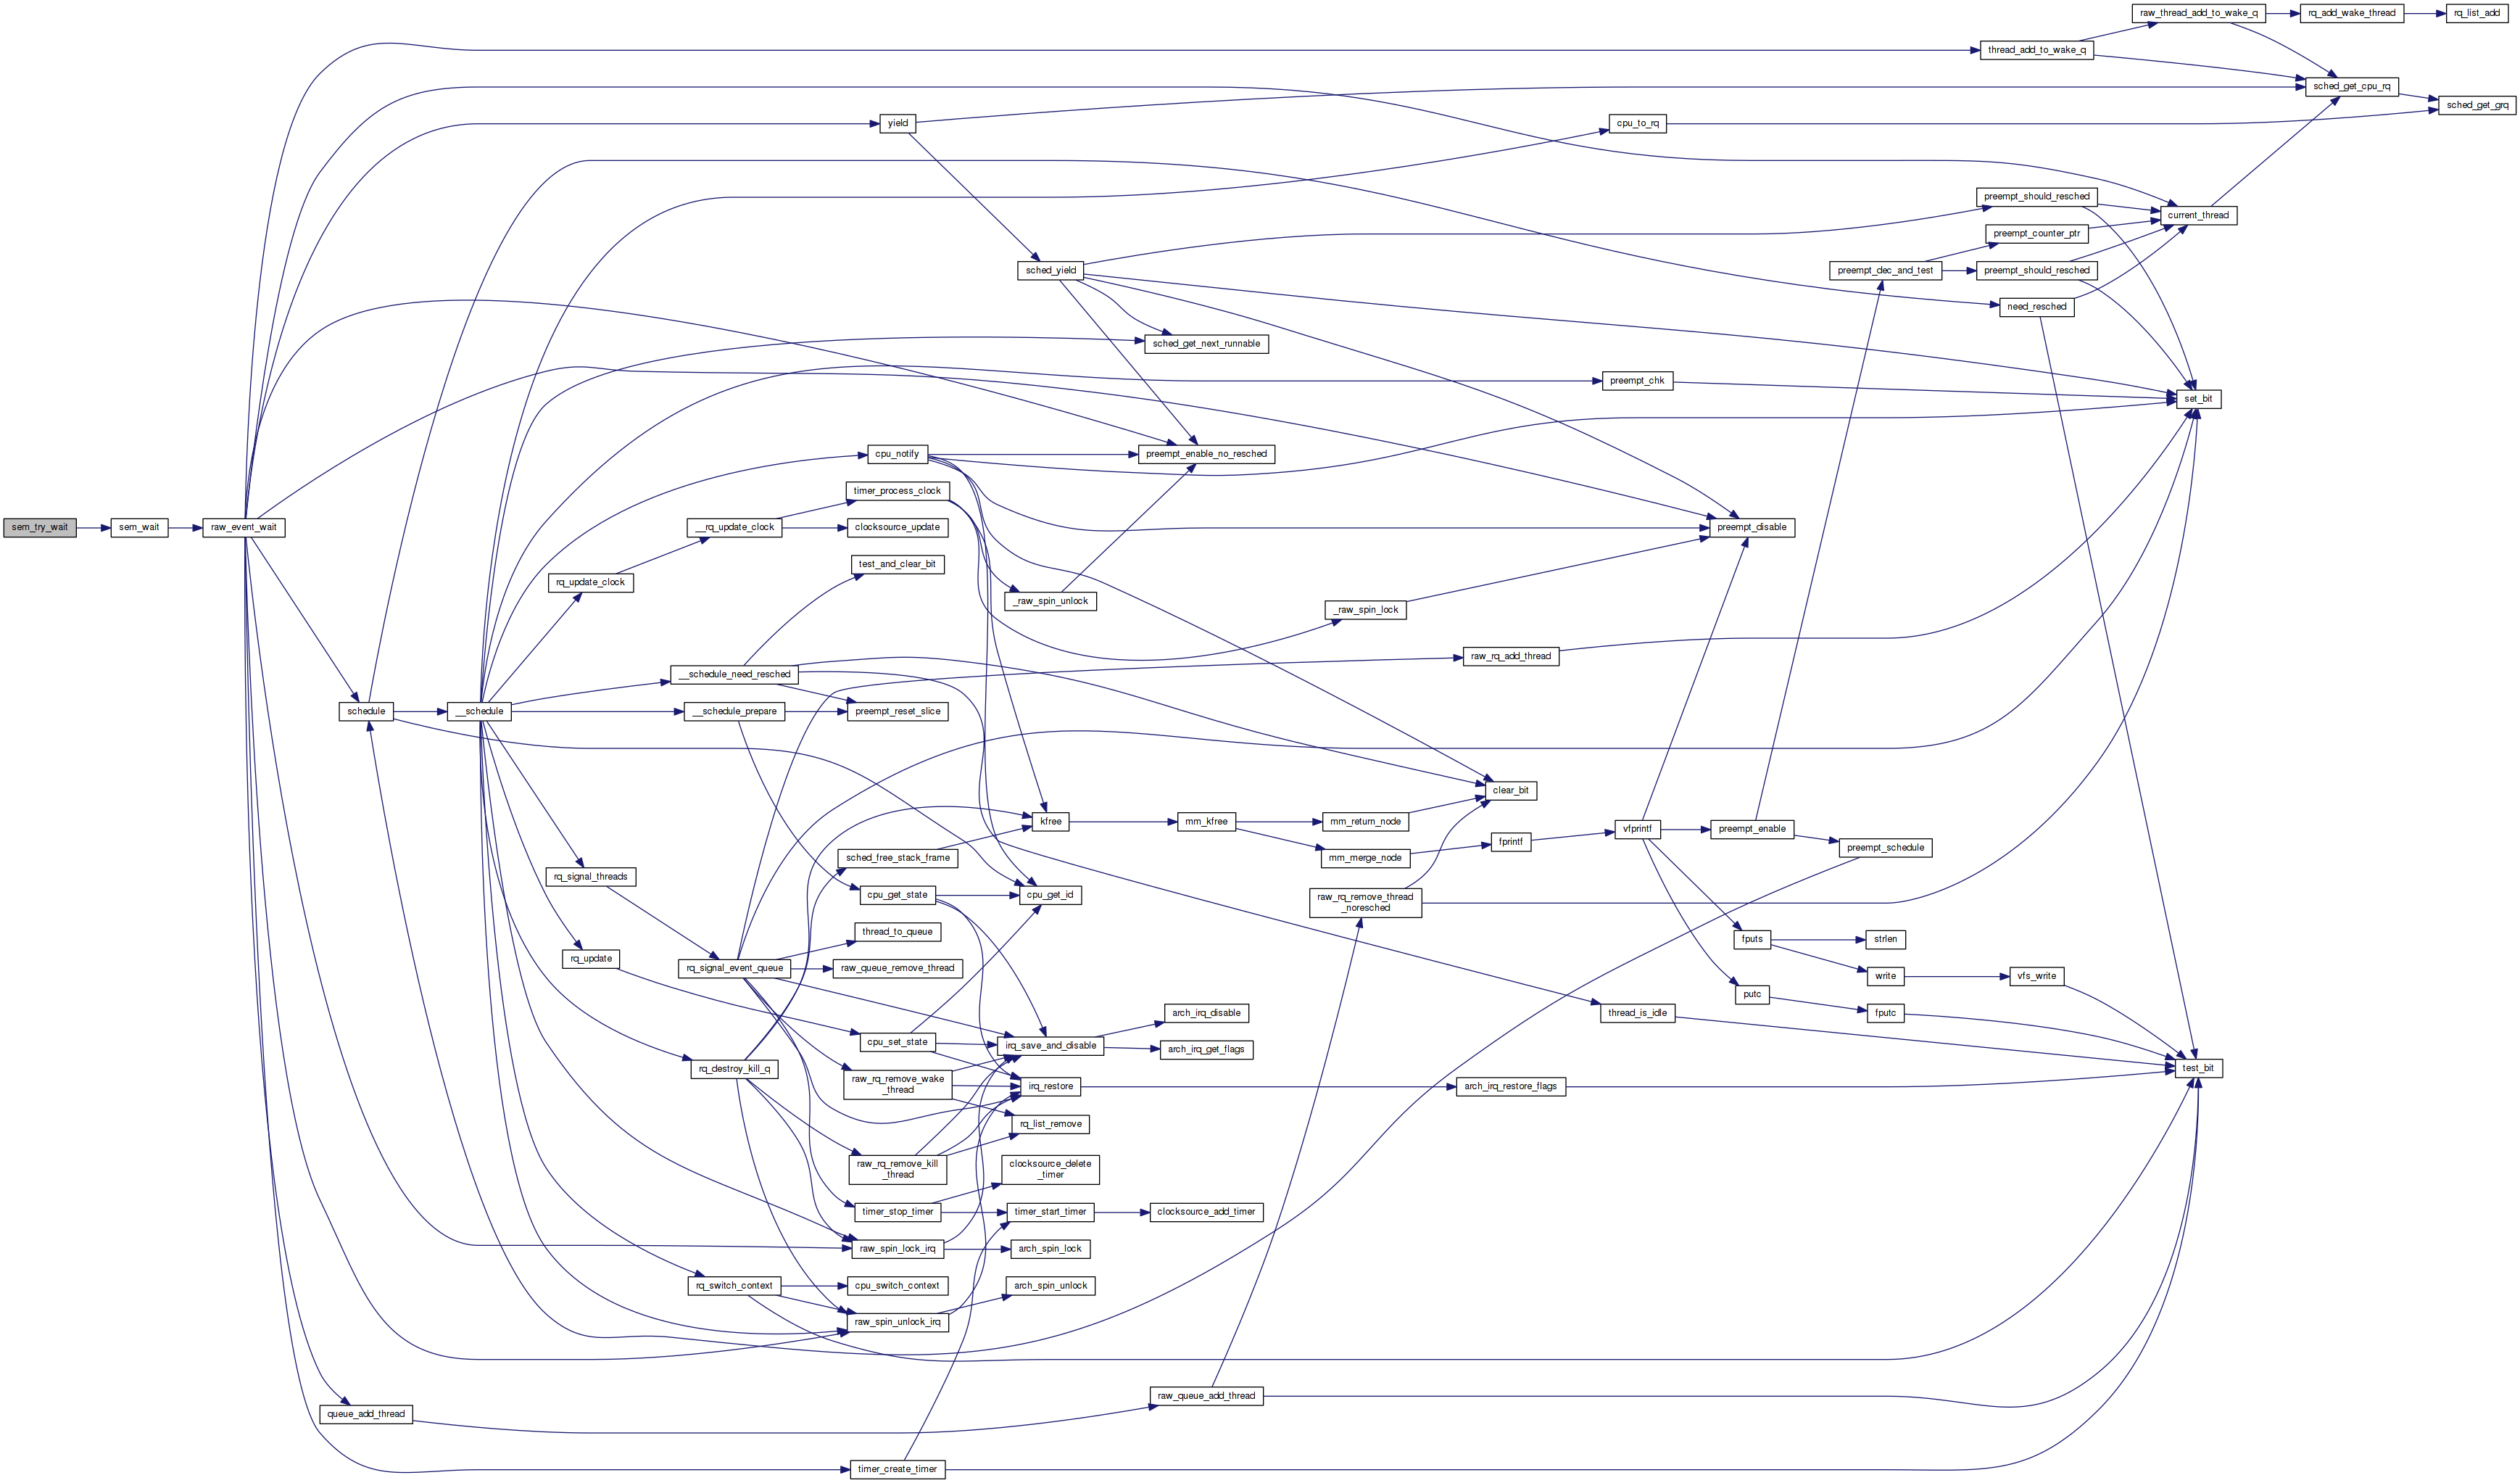 raw_thread_add_to_wake_q
rq_add_wake_thread
rq_list_add
thread_add_to_wake_q
sched_get_cpu_rq
sched_get_grq
yield
cpu_to_rq
preempt_should_resched
current_thread
preempt_counter_ptr
sched_yield
preempt_dec_and_test
preempt_should_resched
need_resched
sched_get_next_runnable
preempt_chk
set_bit
cpu_notify
preempt_enable_no_resched
timer_process_clock
sem_try_wait
sem_wait
raw_event_wait
__rq_update_clock
clocksource_update
preempt_disable
test_and_clear_bit
rq_update_clock
_raw_spin_unlock
_raw_spin_lock
raw_rq_add_thread
__schedule_need_resched
schedule
__schedule
__schedule_prepare
preempt_reset_slice
clear_bit
kfree
mm_kfree
mm_return_node
vfprintf
preempt_enable
fprintf
preempt_schedule
sched_free_stack_frame
mm_merge_node
rq_signal_threads
cpu_get_state
cpu_get_id
raw_rq_remove_thread
_noresched
thread_to_queue
fputs
strlen
rq_update
rq_signal_event_queue
raw_queue_remove_thread
write
vfs_write
putc
arch_irq_disable
thread_is_idle
fputc
cpu_set_state
irq_save_and_disable
arch_irq_get_flags
rq_destroy_kill_q
test_bit
raw_rq_remove_wake
_thread
irq_restore
arch_irq_restore_flags
rq_list_remove
raw_rq_remove_kill
_thread
clocksource_delete
_timer
timer_stop_timer
timer_start_timer
clocksource_add_timer
raw_spin_lock_irq
arch_spin_lock
rq_switch_context
cpu_switch_context
arch_spin_unlock
raw_spin_unlock_irq
raw_queue_add_thread
queue_add_thread
timer_create_timer